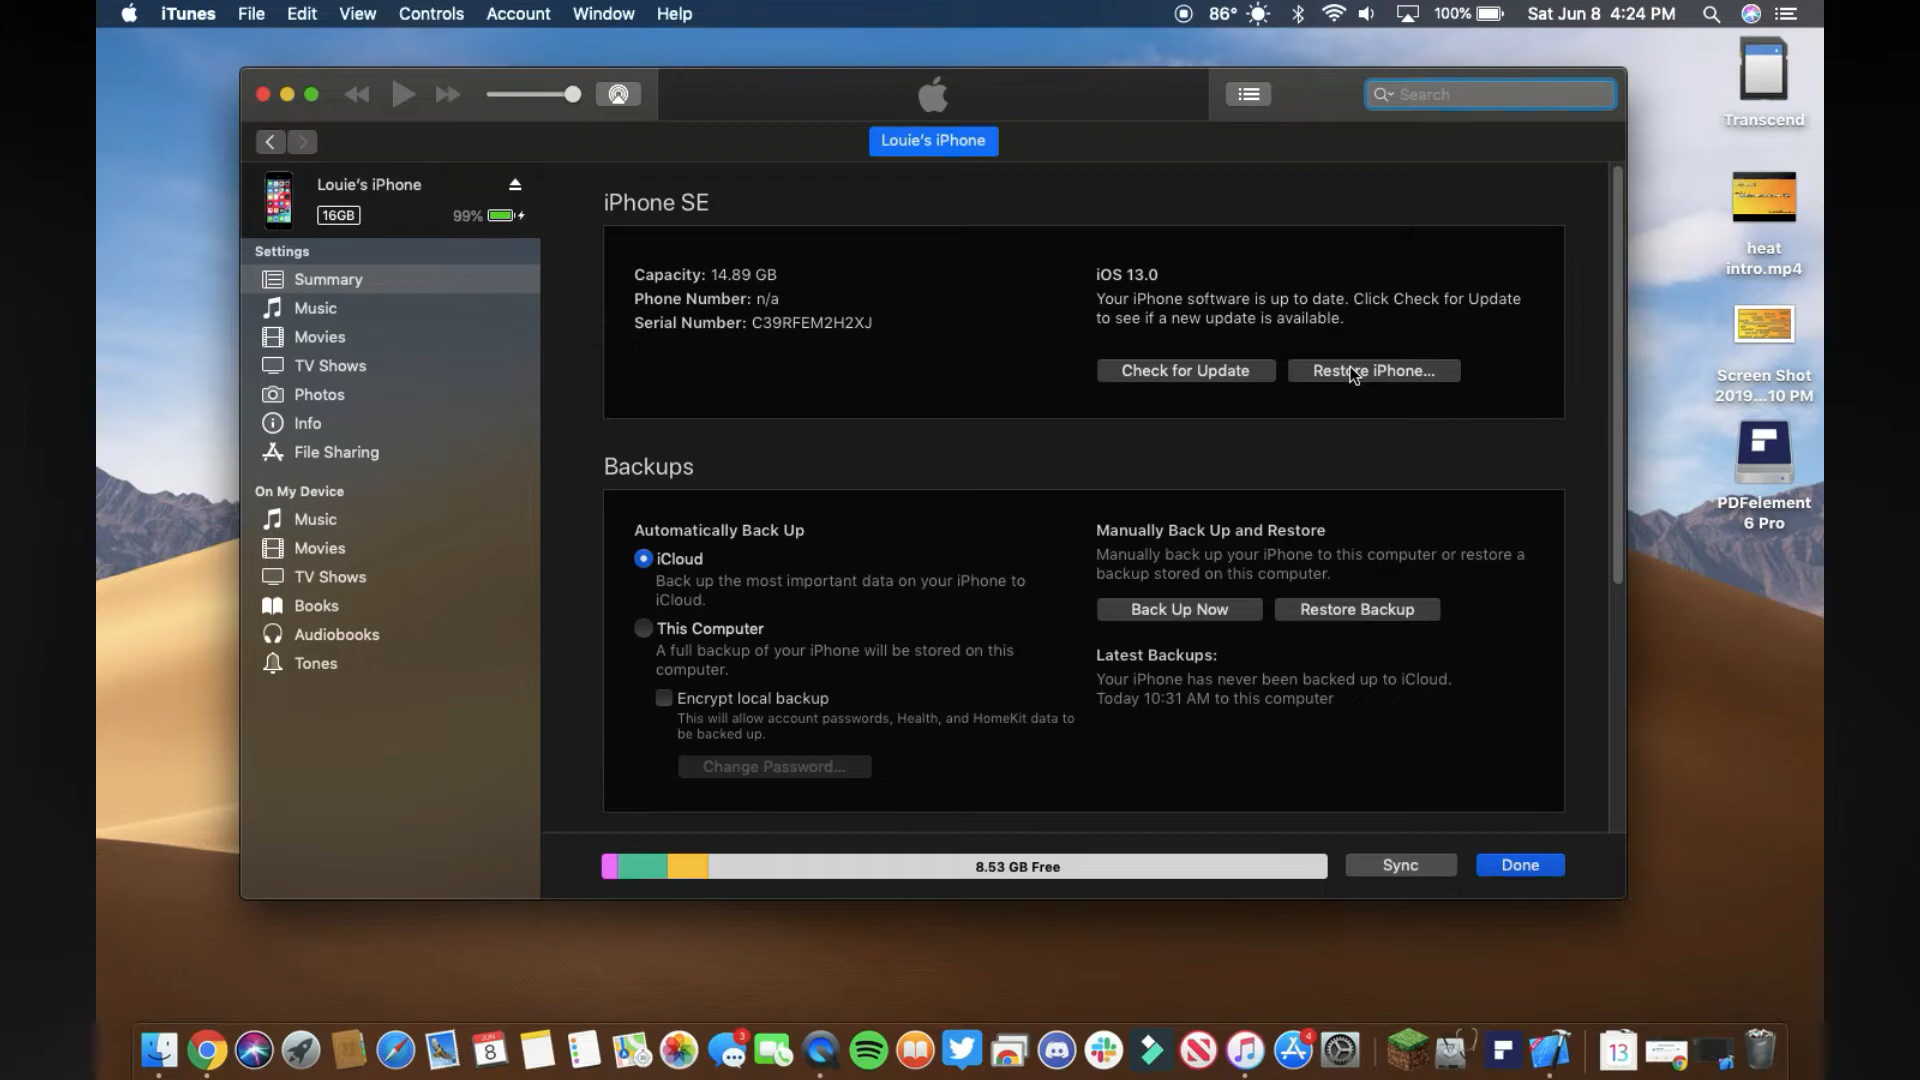 iTunes File Edit View Controls Account Window Help 86° 100% Sat Jun 8 4:24 PM
Search
Louie's iPhone
Louie's iPhone
16GB 99%
Settings
Summary
Music
Movies
TV Shows
Photos
Info
File Sharing
On My Device
Music
Movies
TV Shows
Books
Audiobooks
Tones
iPhone SE
Capacity: 14.89 GB
Phone Number: n/a
Serial Number: C39RFEM2H2XJ
iOS 13.0
Your iPhone software is up to date. Click Check for Update
to see if a new update is available.
Check for Update Restore iPhone...
Backups
Automatically Back Up
iCloud
Back up the most important data on your iPhone to
iCloud.
This Computer
A full backup of your iPhone will be stored on this
computer.
Encrypt local backup
This will allow account passwords, Health, and HomeKit data to
be backed up.
Change Password...
Manually Back Up and Restore
Manually back up your iPhone to this computer or restore a
backup stored on this computer.
Back Up Now Restore Backup
Latest Backups:
Your iPhone has never been backed up to iCloud.
Today 10:31 AM to this computer
8.53 GB Free
Sync Done
Transcend
heat
intro.mp4
Screen Shot
2019...10 PM
PDFelement
6 Pro
8
3
4
13